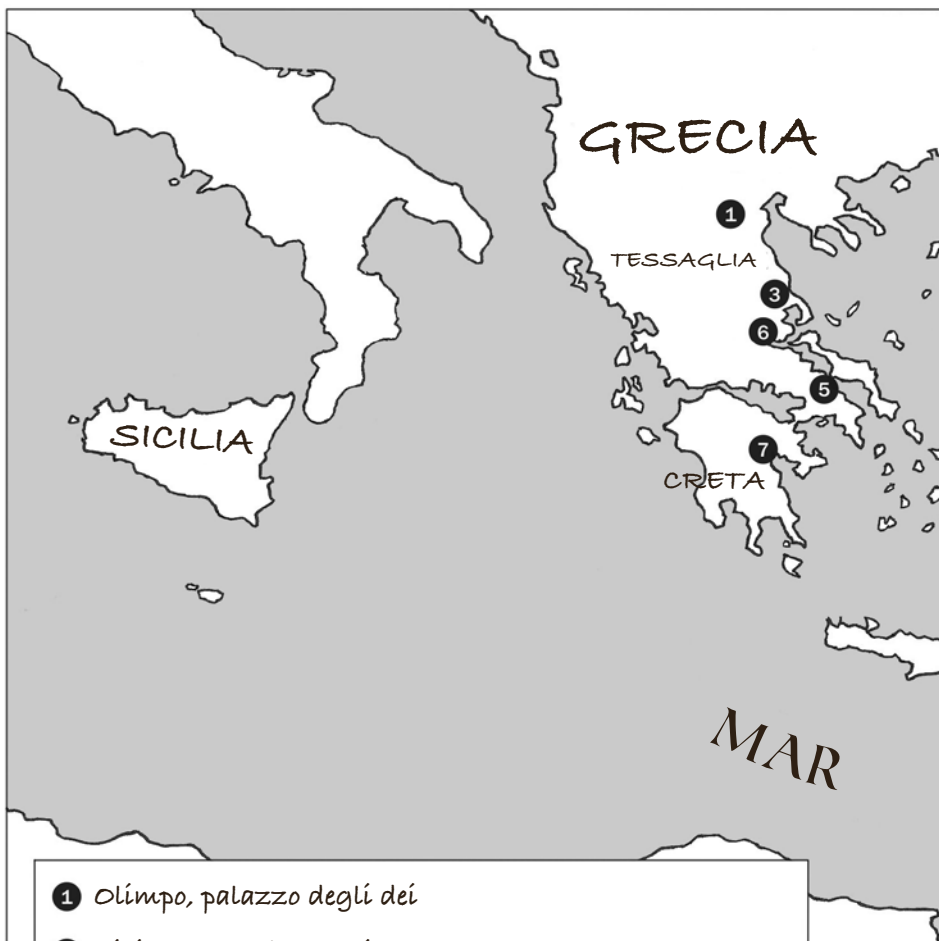 GRECIA
1
TESSAGLIA
3
6
5
SICILIA
7
CRETA
MAR
1 Olimpo, palazzo degli dei